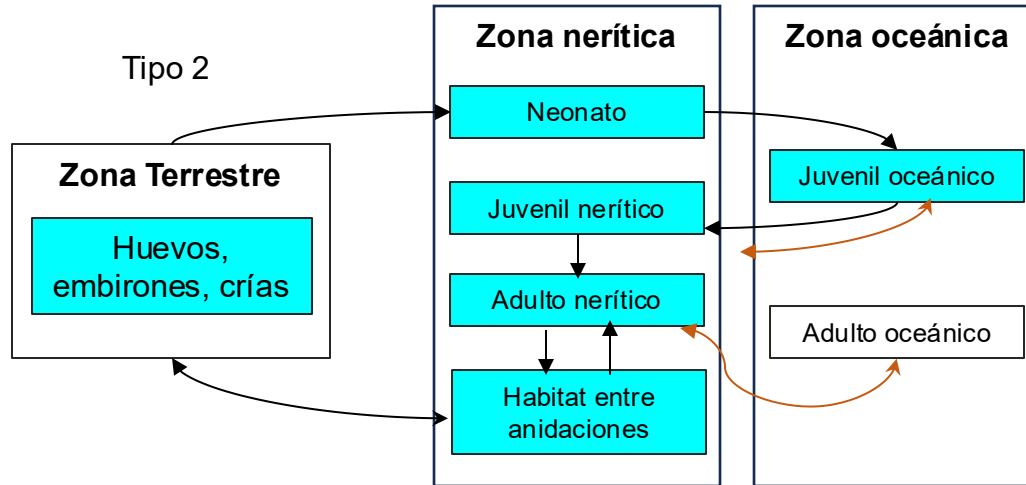 Tipo 2
Zona Terrestre
Huevos,
embirones, crías
Zona nerítica
Neonato
Juvenil nerítico
Adulto nerítico
Habitat entre
anidaciones
Zona oceánica
Juvenil oceánico
Adulto oceánico